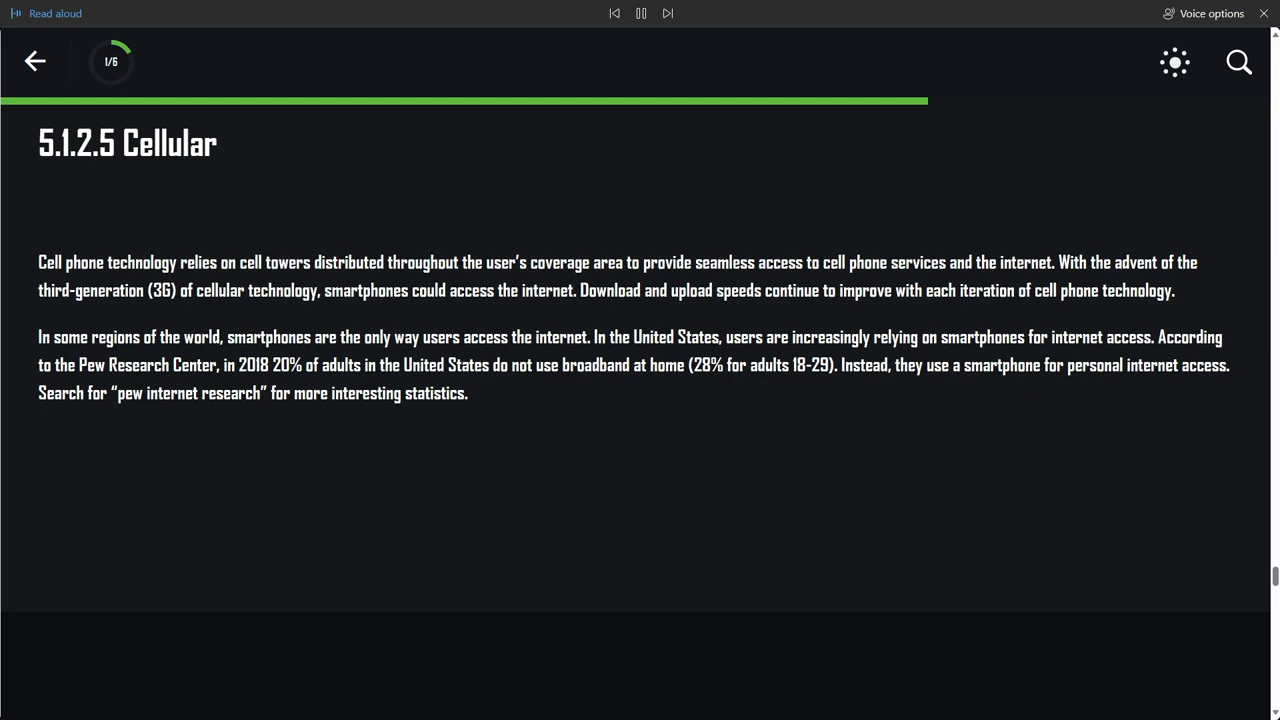 Read aloud
Voice options
1/6
5.1.2.5 Cellular
Cell phone technology relies on cell towers distributed throughout the user’s coverage area to provide seamless access to cell phone services and the internet. With the advent of the
third-generation (3G) of cellular technology, smartphones could access the internet. Download and upload speeds continue to improve with each iteration of cell phone technology.
In some regions of the world, smartphones are the only way users access the internet. In the United States, users are increasingly relying on smartphones for internet access. According
to the Pew Research Center, in 2018 20% of adults in the United States do not use broadband at home (28% for adults 18-29). Instead, they use a smartphone for personal internet access.
Search for “pew internet research” for more interesting statistics.